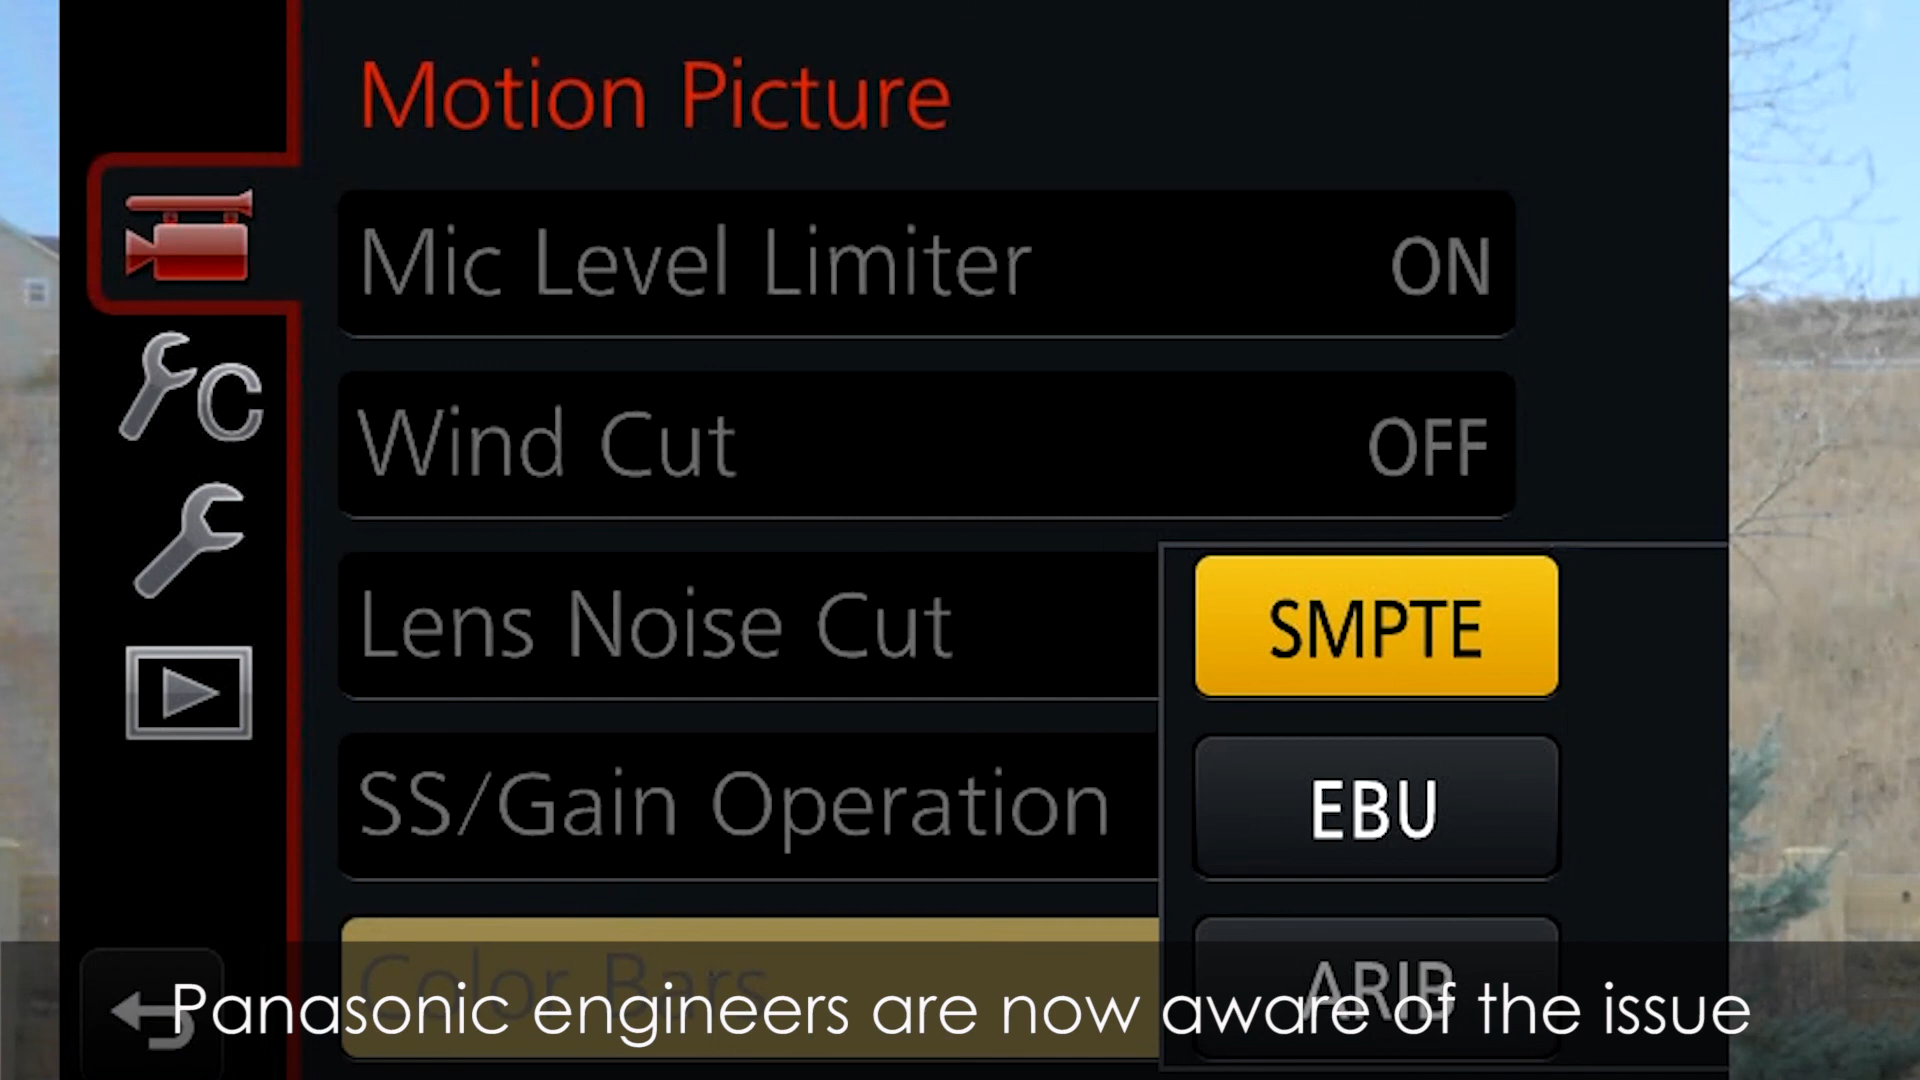 Motion Picture
Mic Level Limiter ON
Wind Cut OFF
Lens Noise Cut
SMPTE
SS/Gain Operation
EBU
Color Bars
ARIB
C
Panasonic engineers are now aware of the issue